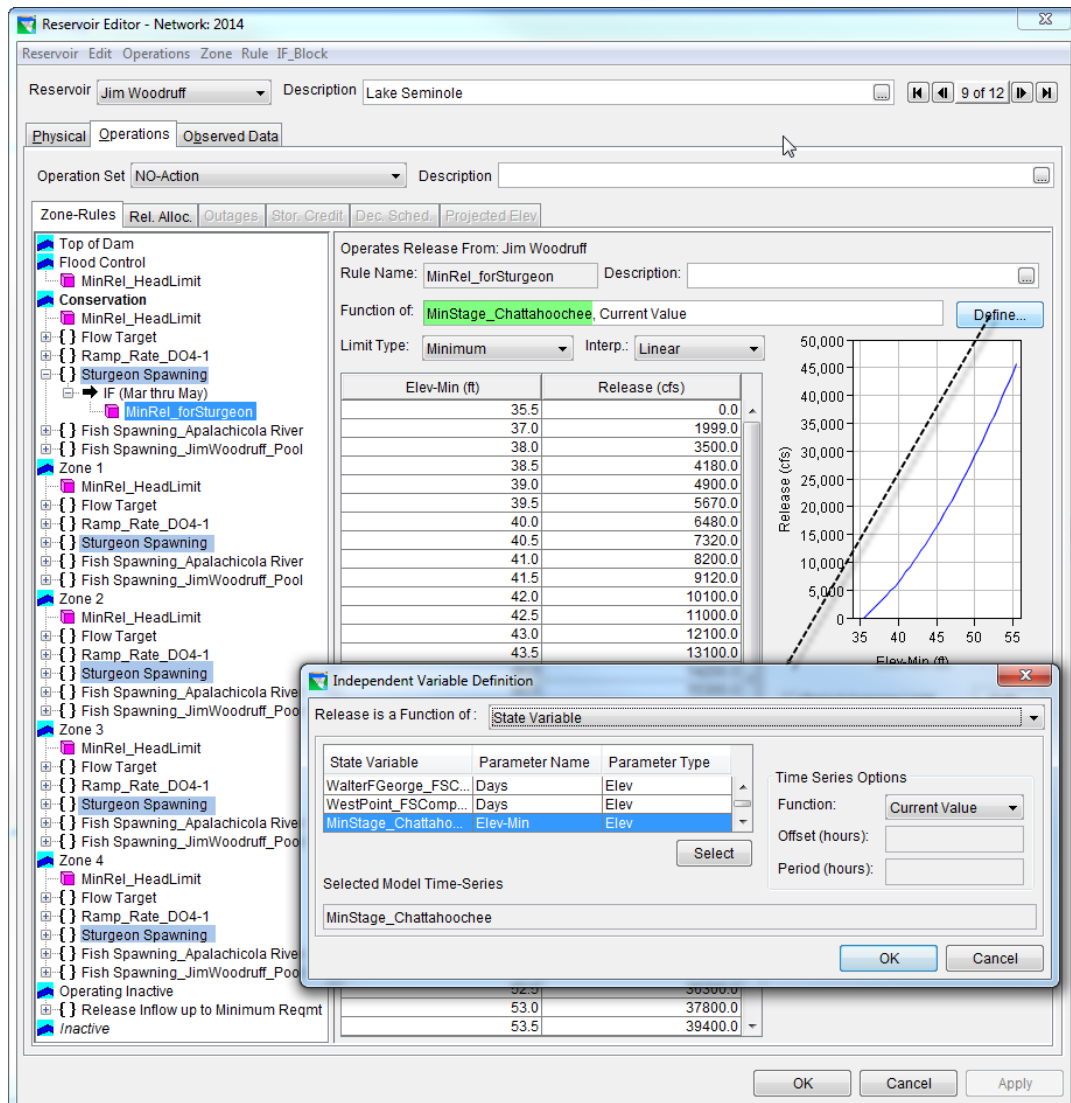 Reservoir Editor - Network: 2014
Reservoir Edit Operations Zone Rule IF_Block
Reservoir Jim Woodruff Description Lake Seminole ... 9 of 12
Physical Operations Observed Data
Operation Set NO-Action Description ...
Zone-Rules Rel. Alloc. Outages Stor. Credit Dec. Sched. Projected Elev
Top of Dam
Flood Control
MinRel_HeadLimit
Conservation
MinRel_HeadLimit
{ } Flow Target
{ } Ramp_Rate_DO4-1
{ } Sturgeon Spawning
IF (Mar thru May)
MinRel_forSturgeon
{ } Fish Spawning_Apalachicola River
{ } Fish Spawning_JimWoodruff_Pool
Zone 1
MinRel_HeadLimit
{ } Flow Target
{ } Ramp_Rate_DO4-1
{ } Sturgeon Spawning
{ } Fish Spawning_Apalachicola River
{ } Fish Spawning_JimWoodruff_Pool
Zone 2
MinRel_HeadLimit
{ } Flow Target
{ } Ramp_Rate_DO4-1
{ } Sturgeon Spawning
{ } Fish Spawning_Apalachicola Rive
{ } Fish Spawning_JimWoodruff_Poo
Zone 3
MinRel_HeadLimit
{ } Flow Target
{ } Ramp_Rate_DO4-1
{ } Sturgeon Spawning
{ } Fish Spawning_Apalachicola Rive
{ } Fish Spawning_JimWoodruff_Poo
Zone 4
MinRel_HeadLimit
{ } Flow Target
{ } Ramp_Rate_DO4-1
{ } Sturgeon Spawning
{ } Fish Spawning_Apalachicola Rive
{ } Fish Spawning_JimWoodruff_Poo
Operating Inactive
{ } Release Inflow up to Minimum Reqmt
Inactive
Operates Release From: Jim Woodruff
Rule Name: MinRel_forSturgeon Description: ...
Function of: MinStage_Chattahoochee, Current Value Define...
Limit Type: Minimum Interp.: Linear
Elev-Min (ft) Release (cfs)
35.5 0.0
37.0 1999.0
38.0 3500.0
38.5 4180.0
39.0 4900.0
39.5 5670.0
40.0 6480.0
40.5 7320.0
41.0 8200.0
41.5 9120.0
42.0 10100.0
42.5 11000.0
43.0 12100.0
43.5 13100.0
52.5 36300.0
53.0 37800.0
53.5 39400.0
Release (cfs)
50,000
45,000
40,000
35,000
30,000
25,000
20,000
15,000
10,000
5,000
0
35 40 45 50 55
Elev-Min (ft)
Independent Variable Definition
Release is a Function of : State Variable
State Variable Parameter Name Parameter Type
WalterFGeorge_FSC... Days Elev
WestPoint_FSComp... Days Elev
MinStage_Chattaho... Elev-Min Elev
Select
Selected Model Time-Series
MinStage_Chattahoochee
Time Series Options
Function: Current Value
Offset (hours):
Period (hours):
OK Cancel
OK Cancel Apply